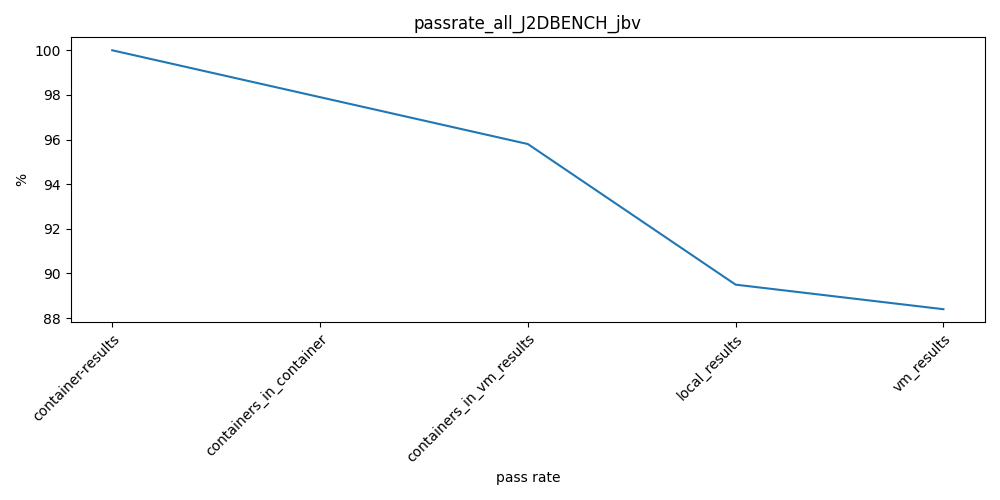 passrate_all_J2DBENCH_jbv
100
98
96
94
92
90
88
%
container-results
containers_in_container
containers_in_vm_results
local_results
vm_results
pass rate